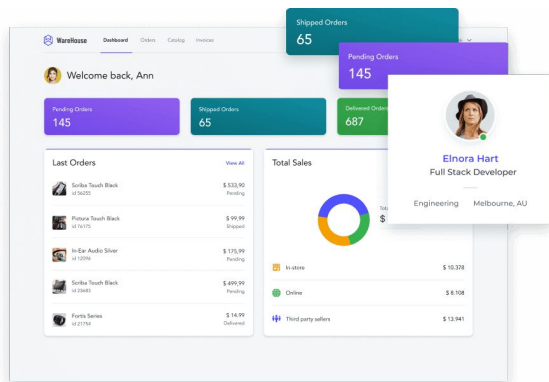 Shipped Orders
65
WareHouse
Dashboard
Orders
Catalog
Invoices
Pending Orders
145
Welcome back, Ann
Pending Orders
145
Shipped Orders
65
Delivered Orders
687
Elnora Hart
Full Stack Developer
Engineering
Melbourne, AU
Last Orders
View All
Scriba Touch Black
$ 533,90
id 56255
Pending
Pictura Touch Black
$ 99,99
id 76175
Shipped
In-Ear Audio Silver
$ 175,99
id 12096
Pending
Scriba Touch Black
$ 499,99
id 23685
Pending
Fortis Series
$ 14.99
id 21754
Delivered
Total Sales
$
In-store
$ 10.378
Online
$ 8.108
Third party sellers
$ 13.941